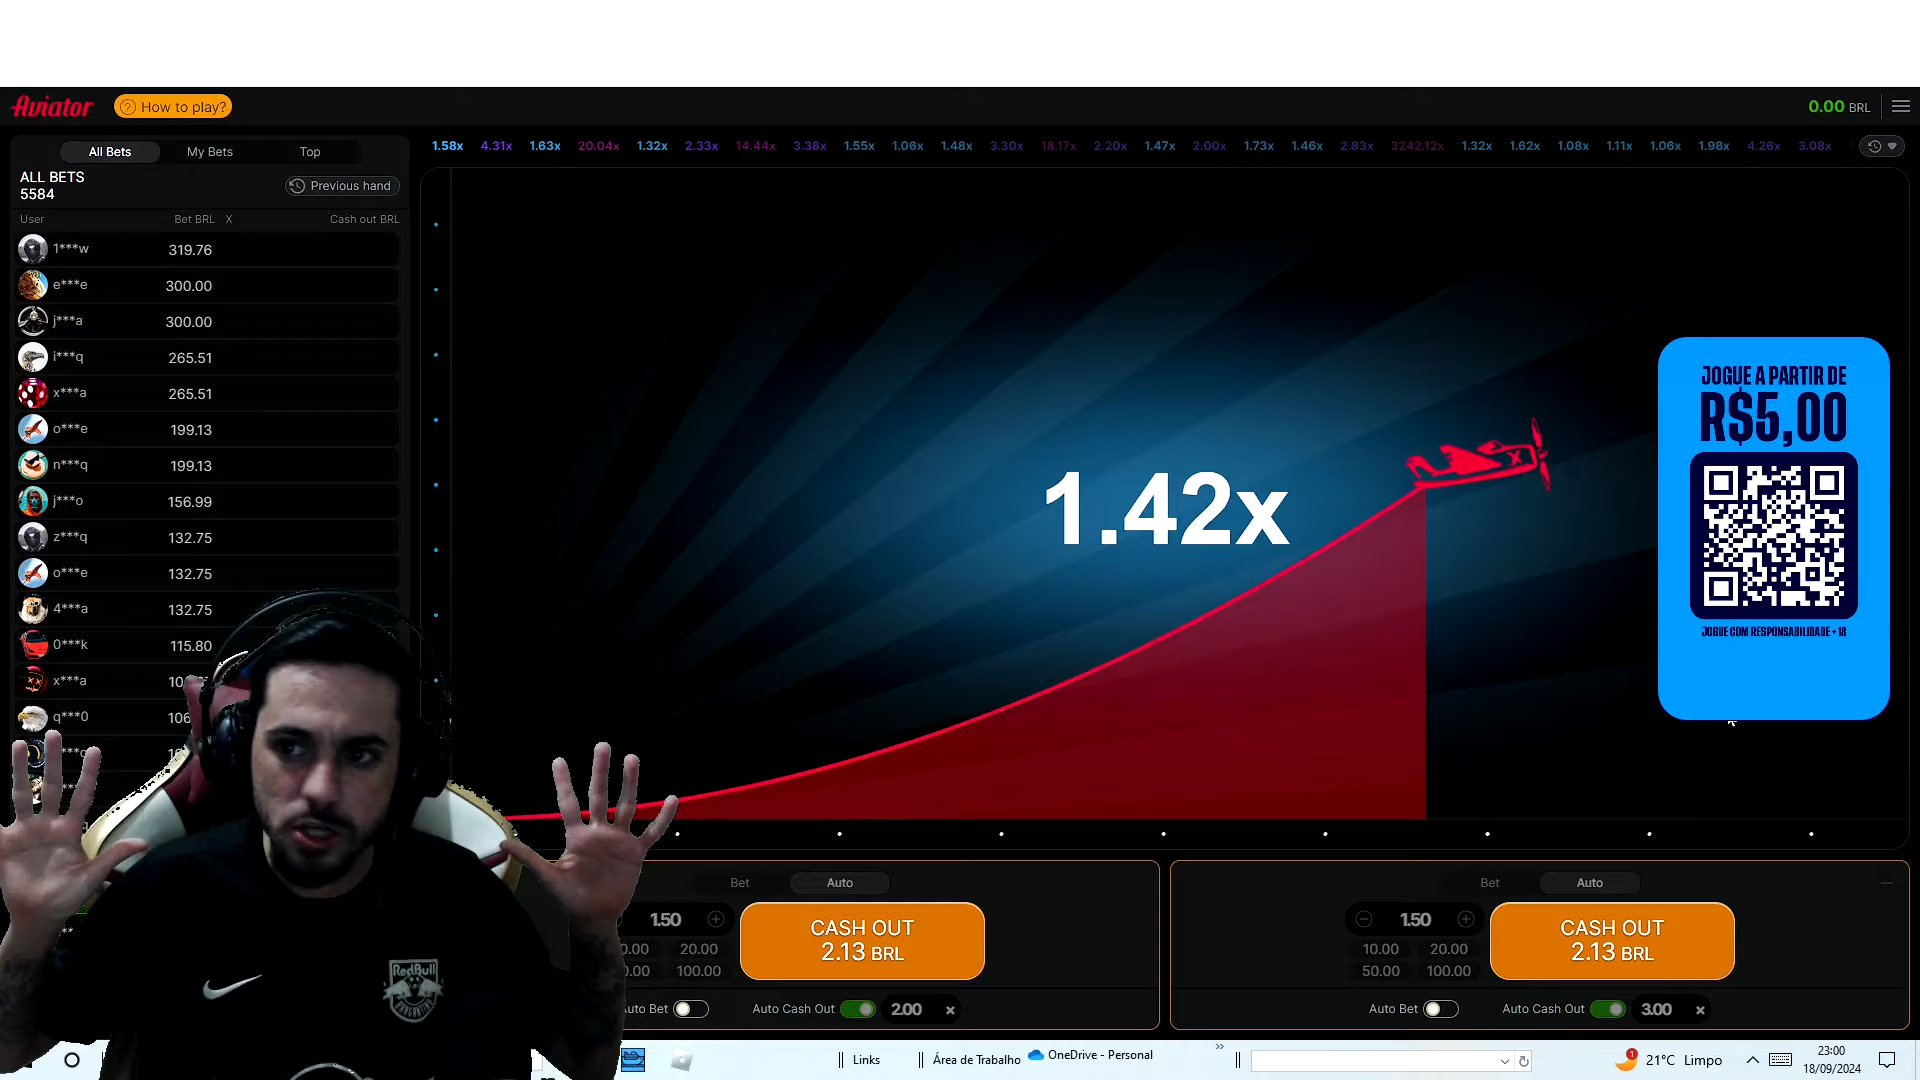 Aviator
How to play?
0.00 BRL
All Bets
My Bets
Top
1.58x 4.31x 1.63x 20.04x 1.32x 2.33x 14.44x 3.38x 1.55x 1.06x 1.48x 3.30x 18.17x 2.20x 1.47x 2.00x 1.73x 1.46x 2.83x 3242.12x 1.32x 1.62x 1.08x 1.11x 1.06x 1.98x 4.26x 3.08x
ALL BETS
5584
Previous hand
User Bet BRL X Cash out BRL
1***w 319.76
e***e 300.00
j***a 300.00
i***q 265.51
x***a 265.51
o***e 199.13
n***q 199.13
j***o 156.99
z***q 132.75
o***e 132.75
4***a 132.75
0***k 115.80
x***a
q***0 106
1.42x
JOGUE A PARTIR DE
R$5,00
JOGUE COM RESPONSABILIDADE +18
Bet Auto
1.50
CASH OUT
2.13 BRL
20.00
100.00
Auto Cash Out 2.00 x
Bet Auto
1.50
CASH OUT
2.13 BRL
10.00 20.00
50.00 100.00
Auto Bet
Auto Cash Out 3.00 x
RedBull
Links
Área de Trabalho
OneDrive - Personal
1
21°C Limpo
23:00
18/09/2024